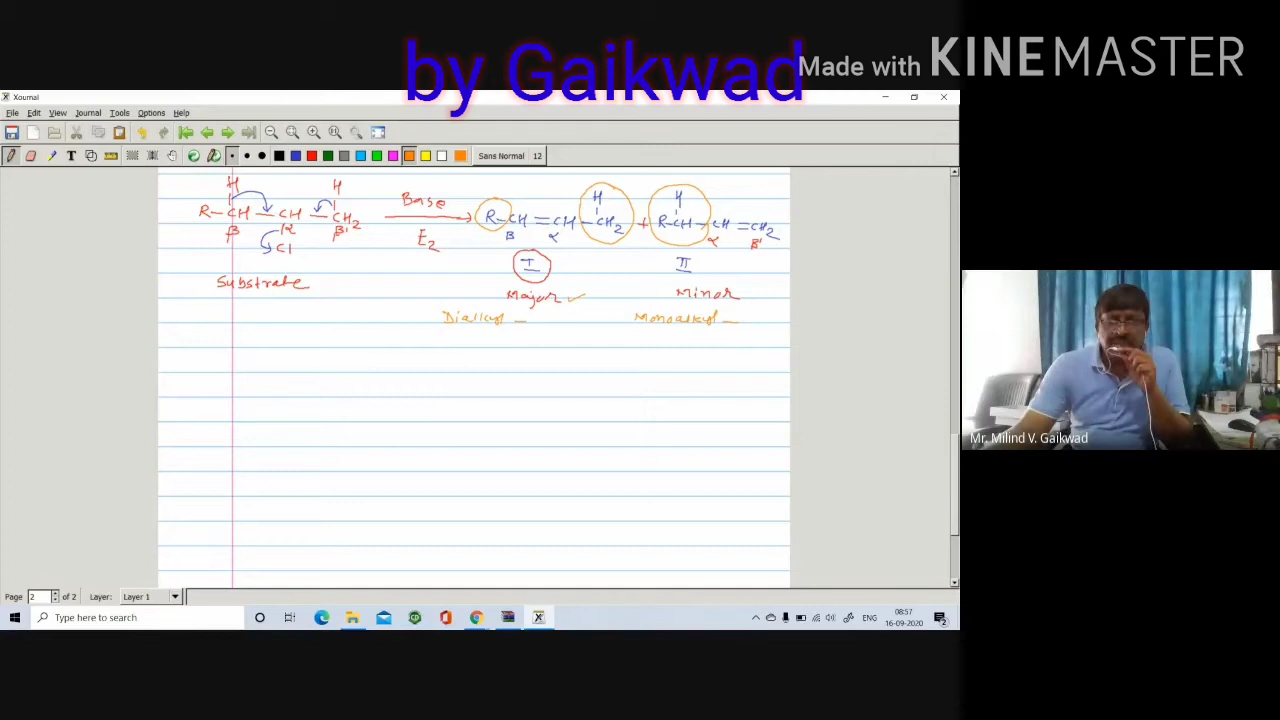 by Gaikwad
Made with KINEMASTER
Xournal
File Edit View Journal Tools Options Help
Sans Normal 12
H H H H
R-CH-CH-CH2 Base R-CH=CH-CH2 + R-CH-CH=CH2
β α β' E2 β α α β'
Cl
Substrate I II
Major ✓ Minor
Dialkyl - Monoalkyl -
Mr. Milind V. Gaikwad
Page 2 of 2 Layer: Layer 1
Type here to search
ENG
08:57
16-09-2020
2